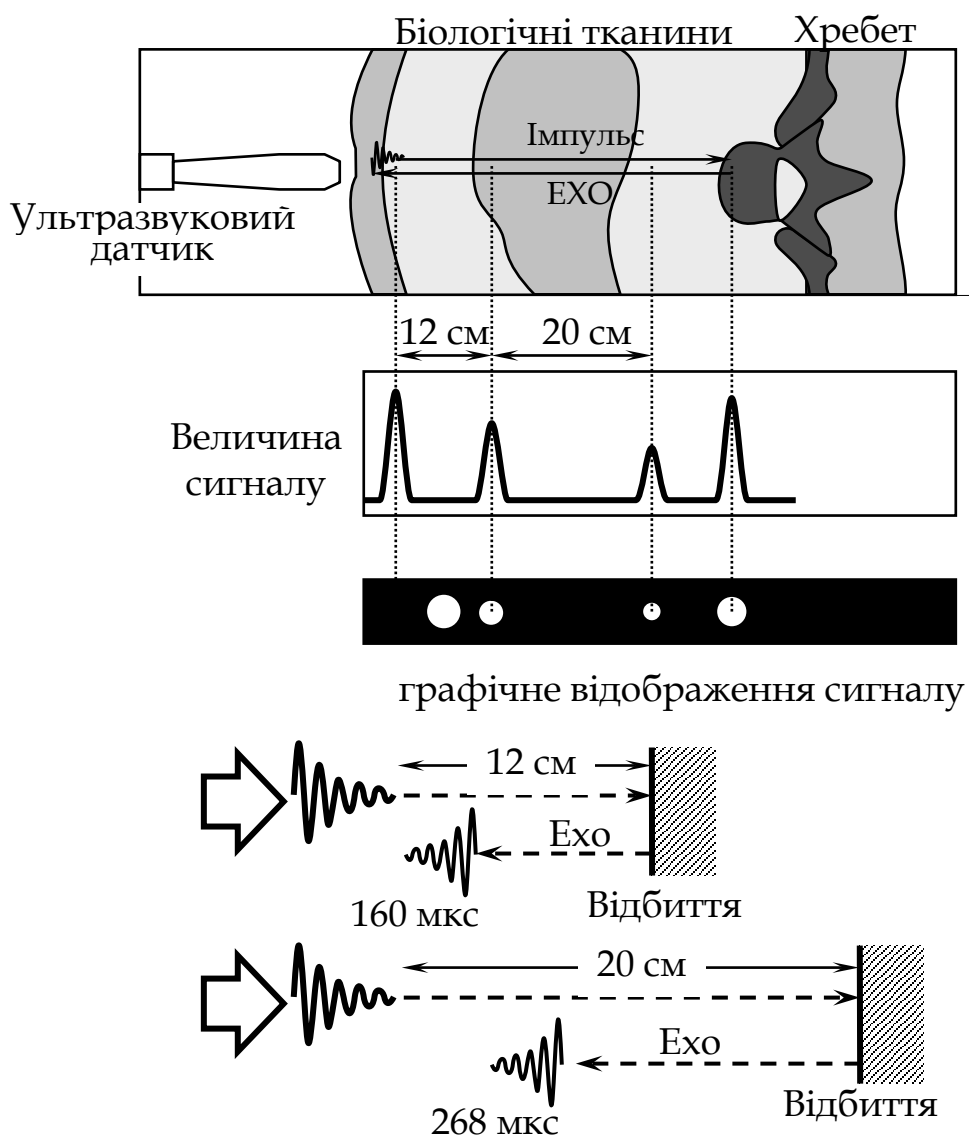 Біологічні тканини
Хребет
Імпульс
ЕХО
Ультразвуковий
датчик
12 см
20 см
Величина
сигналу
графічне відображення сигналу
12 см
Ехо
160 мкс
Відбиття
20 см
Ехо
268 мкс
Відбиття